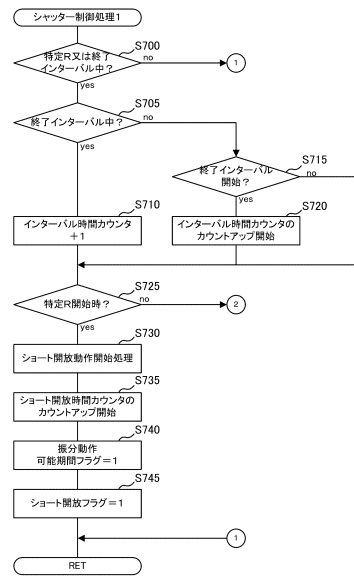 シャッター制御処理1
S700
特定R又は終了
インターバル中?
no
1
yes
S705
終了インターバル中?
no
yes
S715
終了インターバル
開始?
no
yes
S710
インターバル時間カウンタ
+1
S720
インターバル時間カウンタの
カウントアップ開始
S725
特定R開始時?
no
2
yes
S730
ショート開放動作開始処理
S735
ショート開放時間カウンタの
カウントアップ開始
S740
振分動作
可能期間フラグ=1
S745
ショート開放フラグ=1
1
RET